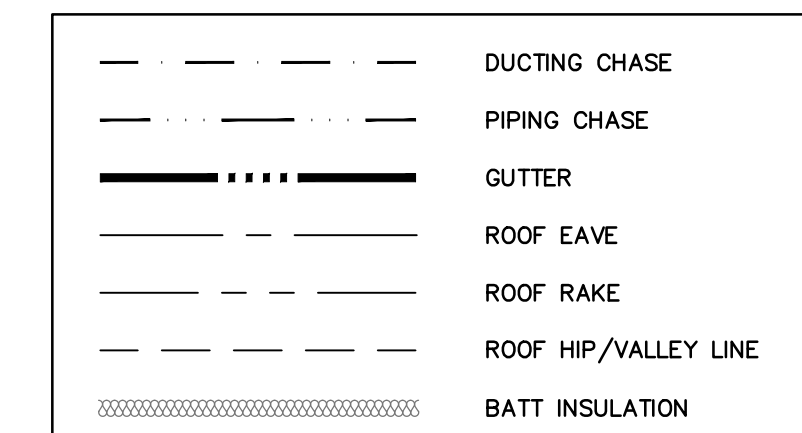 DUCTING CHASE
PIPING CHASE
GUTTER
ROOF EAVE
ROOF RAKE
ROOF HIP/VALLEY LINE
BATT INSULATION